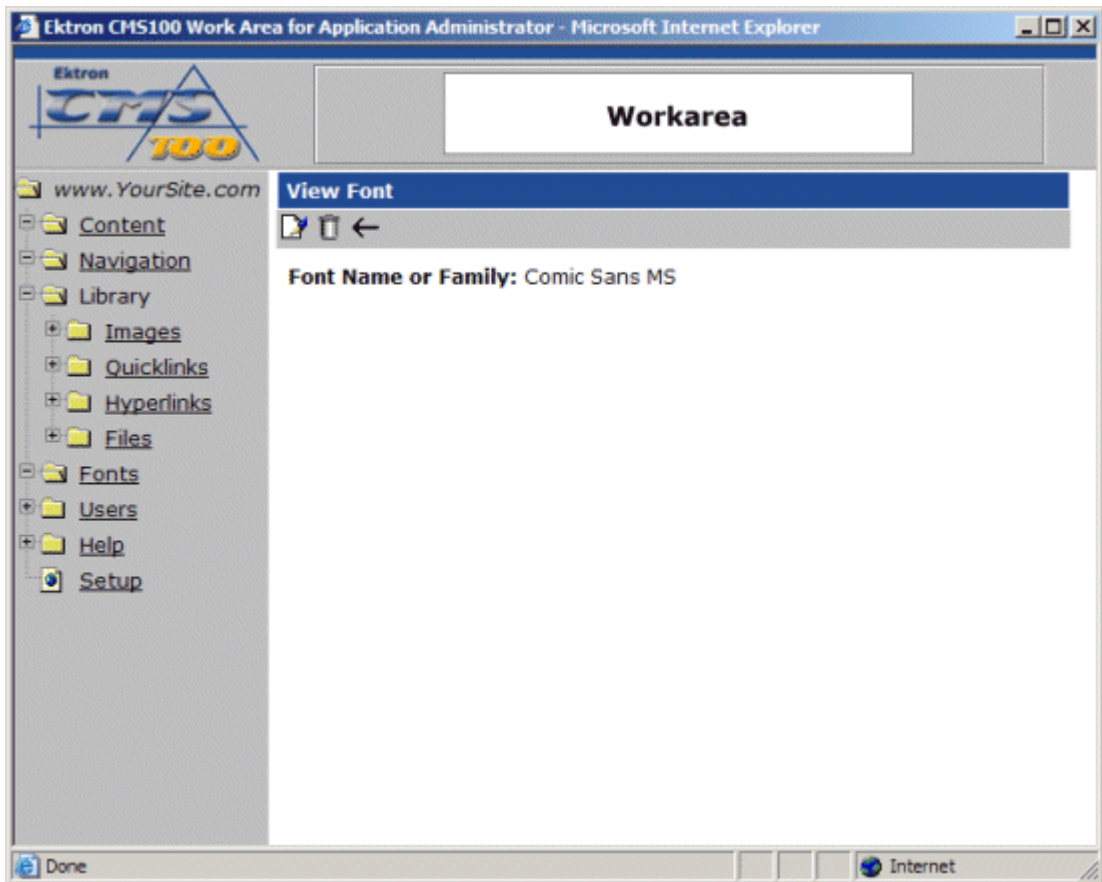 Ektron CMS100 Work Area for Application Administrator - Microsoft Internet Explorer
Ektron
CMS
100
Workarea
www.YourSite.com
Content
Navigation
Library
Images
Quicklinks
Hyperlinks
Files
Fonts
Users
Help
Setup
View Font
Font Name or Family: Comic Sans MS
Done
Internet